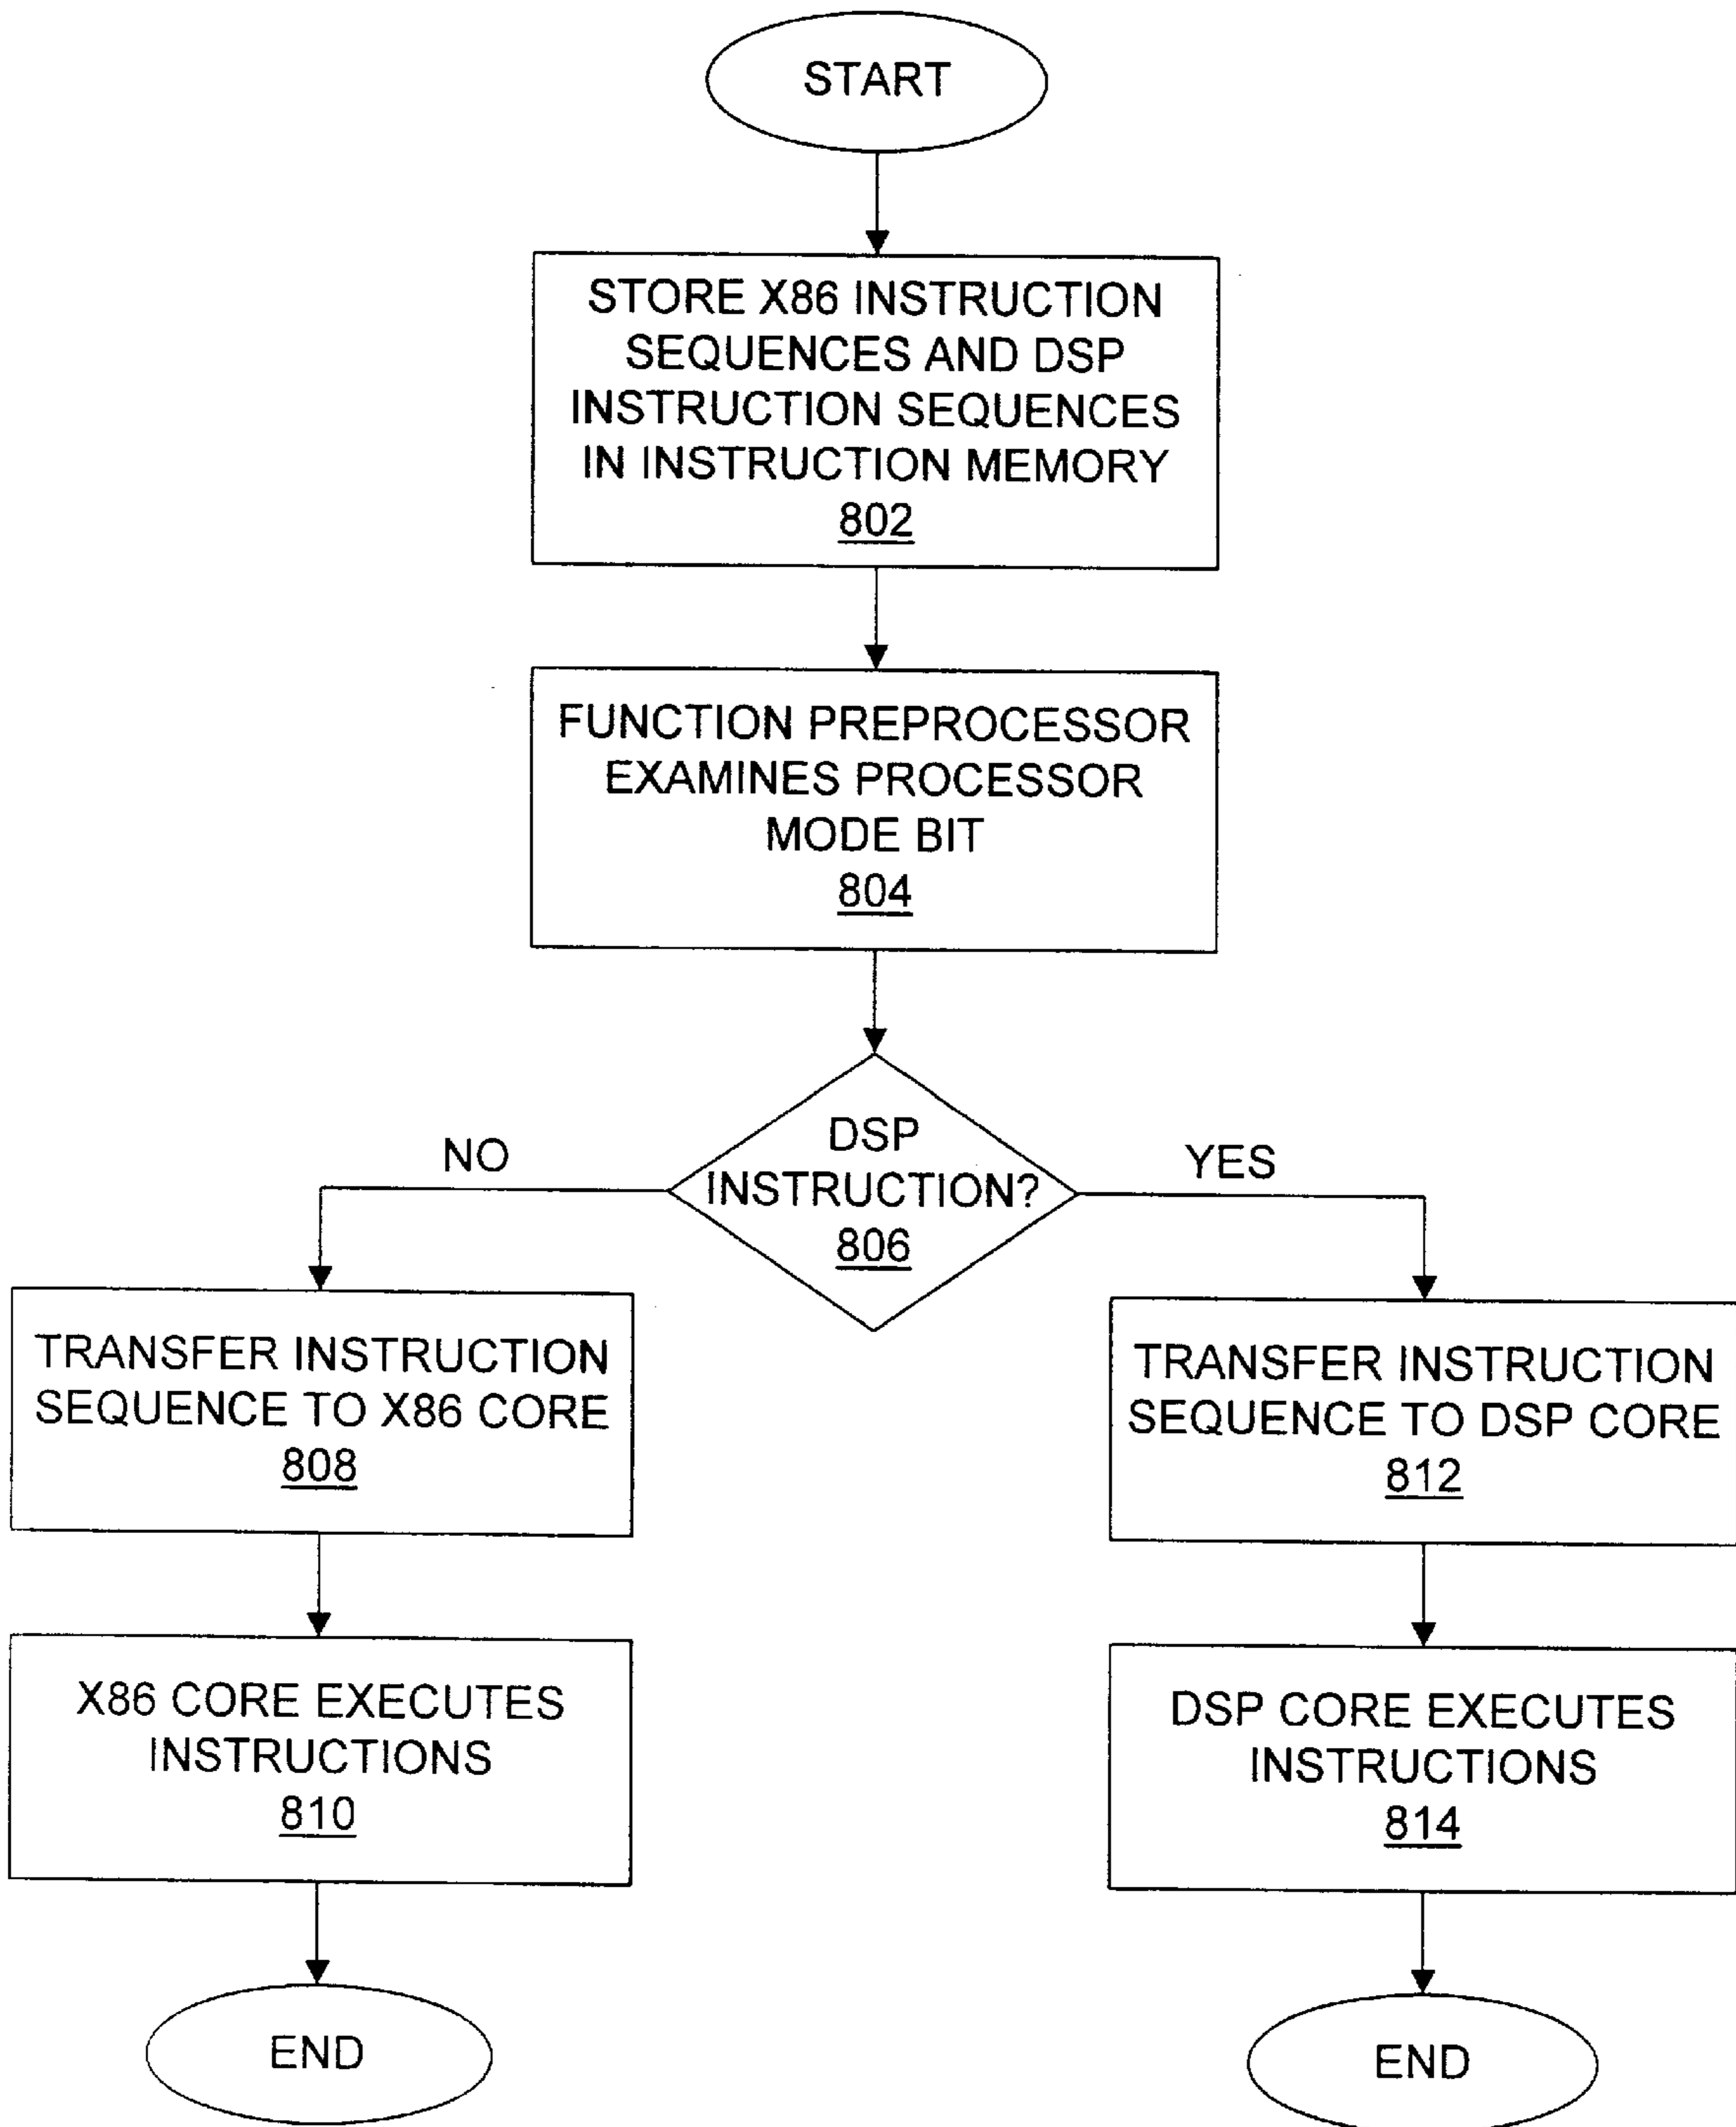 START
STORE X86 INSTRUCTION
SEQUENCES AND DSP
INSTRUCTION SEQUENCES
IN INSTRUCTION MEMORY
802
FUNCTION PREPROCESSOR
EXAMINES PROCESSOR
MODE BIT
804
DSP
INSTRUCTION?
806
NO
YES
TRANSFER INSTRUCTION
SEQUENCE TO X86 CORE
808
X86 CORE EXECUTES
INSTRUCTIONS
810
END
TRANSFER INSTRUCTION
SEQUENCE TO DSP CORE
812
DSP CORE EXECUTES
INSTRUCTIONS
814
END